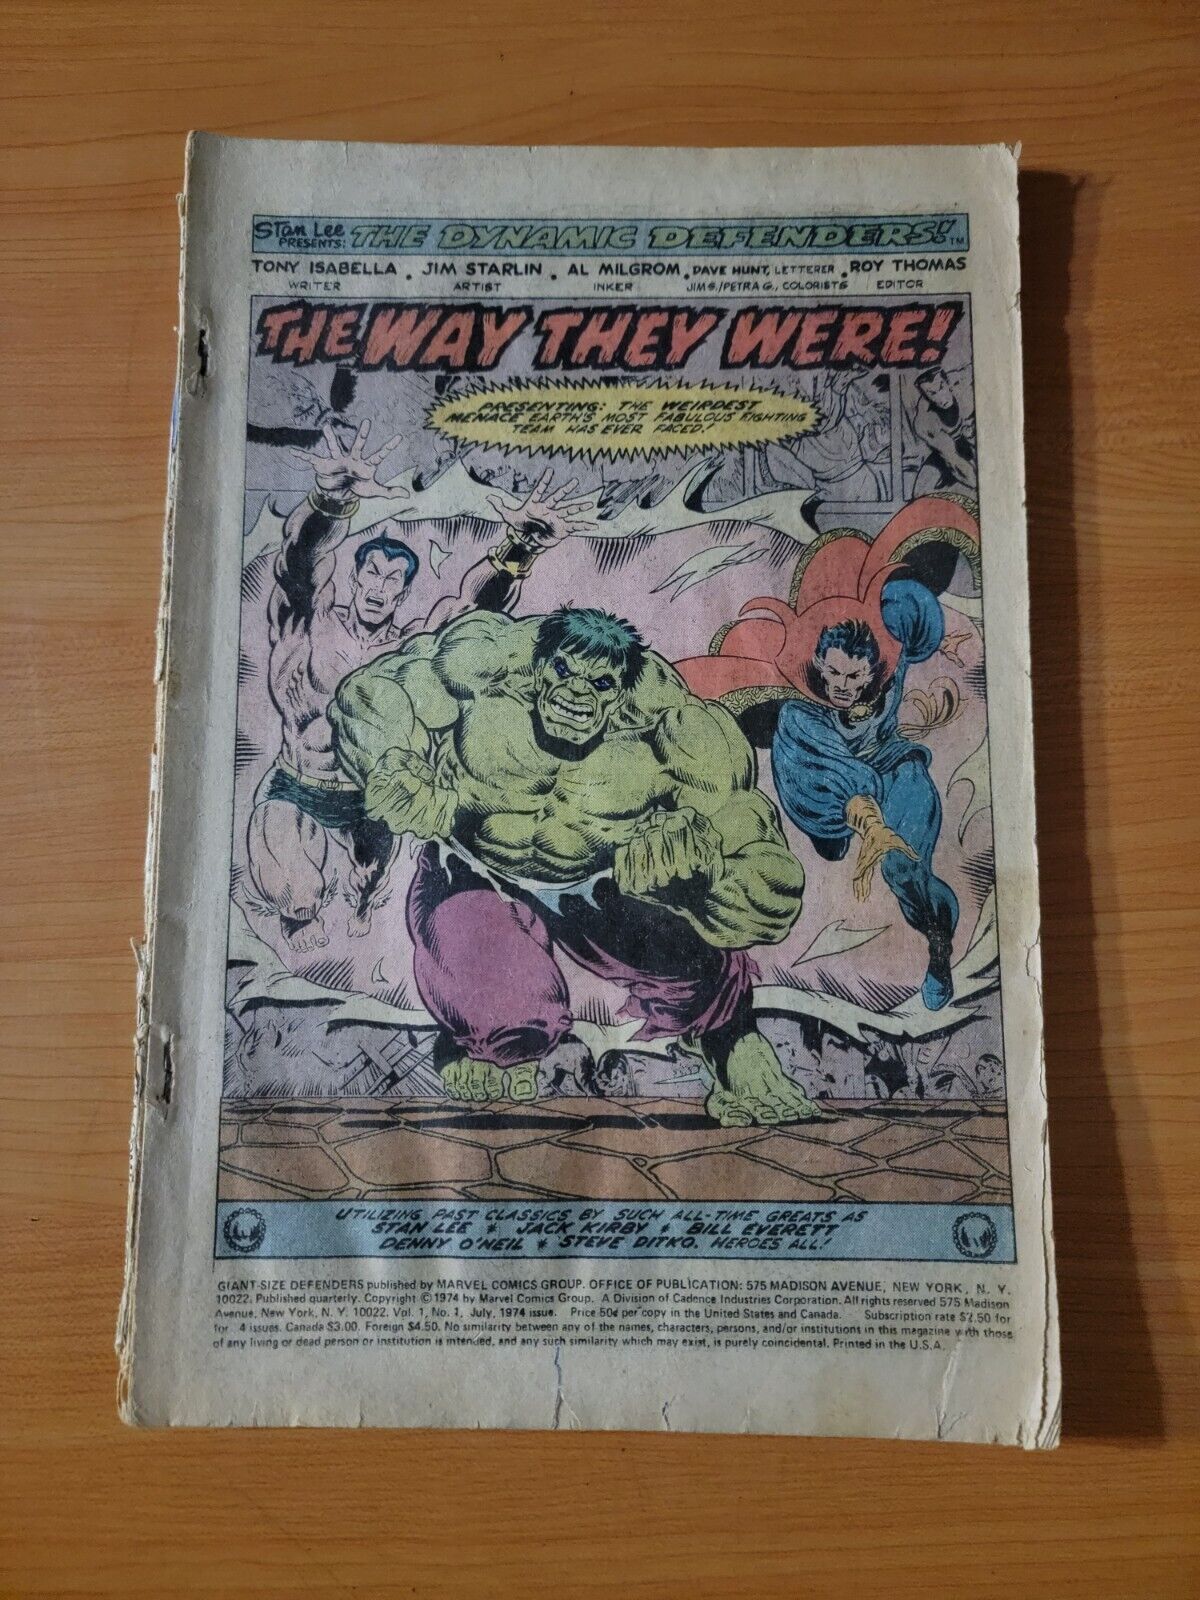 Stan Lee PRESENTS: THE DYNAMIC DEFENDERS! TM
TONY ISABELLA • JIM STARLIN • AL MILGROM • DAVE HUNT, LETTERER • ROY THOMAS
WRITER ARTIST INKER JIM S./PETRA G., COLORISTS EDITOR
THE WAY THEY WERE!
PRESENTING: THE WEIRDEST
MENACE EARTH'S MOST FABULOUS FIGHTING
TEAM HAS EVER FACED!
UTILIZING PAST CLASSICS BY SUCH ALL-TIME GREATS AS
STAN LEE * JACK KIRBY * BILL EVERETT
DENNY O'NEIL * STEVE DITKO. HEROES ALL!
GIANT-SIZE DEFENDERS published by MARVEL COMICS GROUP. OFFICE OF PUBLICATION: 575 MADISON AVENUE, NEW YORK, N. Y.
10022. Published quarterly. Copyright © 1974 by Marvel Comics Group. A Division of Cadence Industries Corporation. All rights reserved 575 Madison
Avenue, New York, N. Y. 10022. Vol. 1, No. 1, July, 1974 issue. Price 50¢ per copy in the United States and Canada. Subscription rate $2.50 for
for 4 issues. Canada $3.00. Foreign $4.50. No similarity between any of the names, characters, persons, and/or institutions in this magazine with those
of any living or dead person or institution is intended, and any such similarity which may exist, is purely coincidental. Printed in the U.S.A.